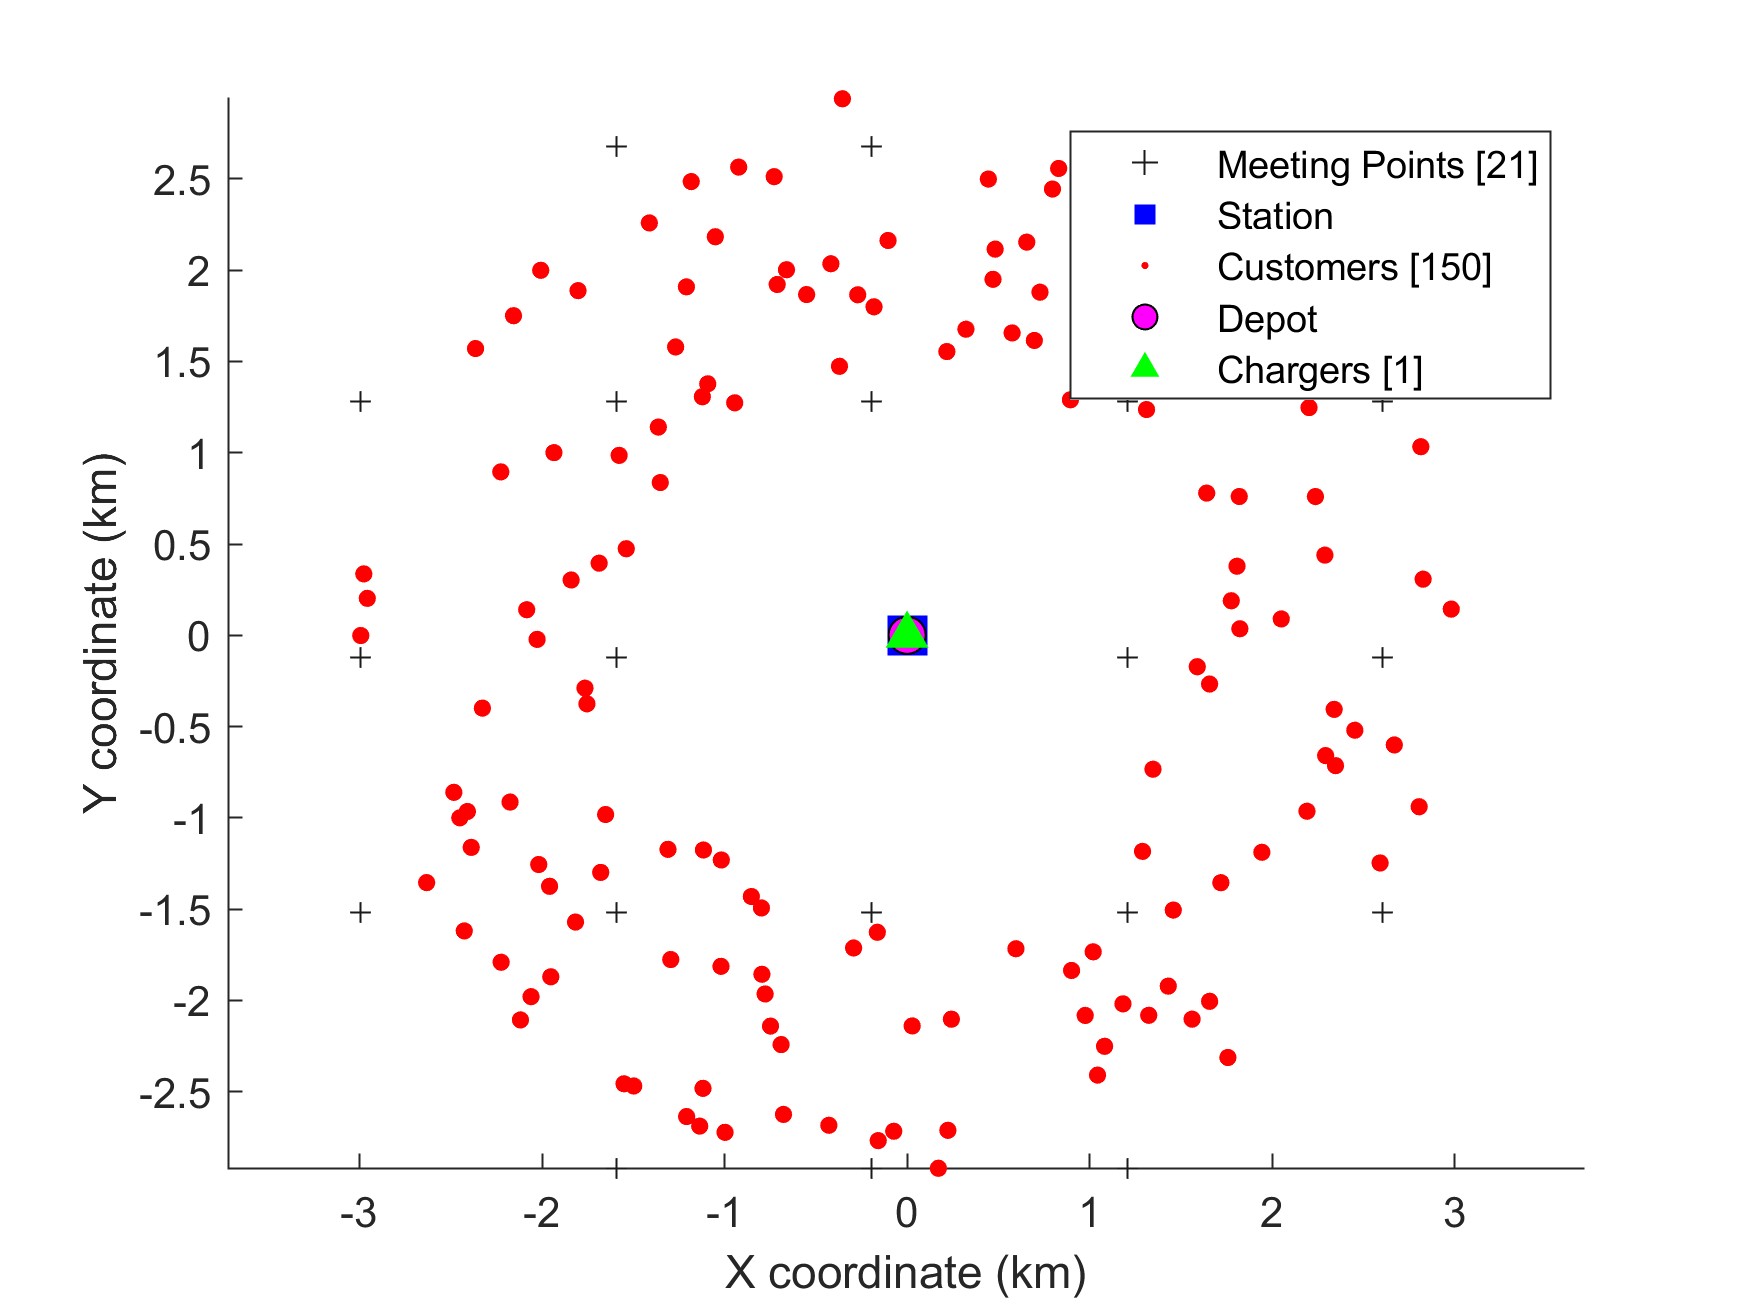 Meeting Points [21]
Station
Customers [150]
Depot
Chargers [1]
2.5
2
1.5
1
0.5
0
-0.5
-1
-1.5
-2
-2.5
Y coordinate (km)
-3 -2 -1 0 1 2 3
X coordinate (km)